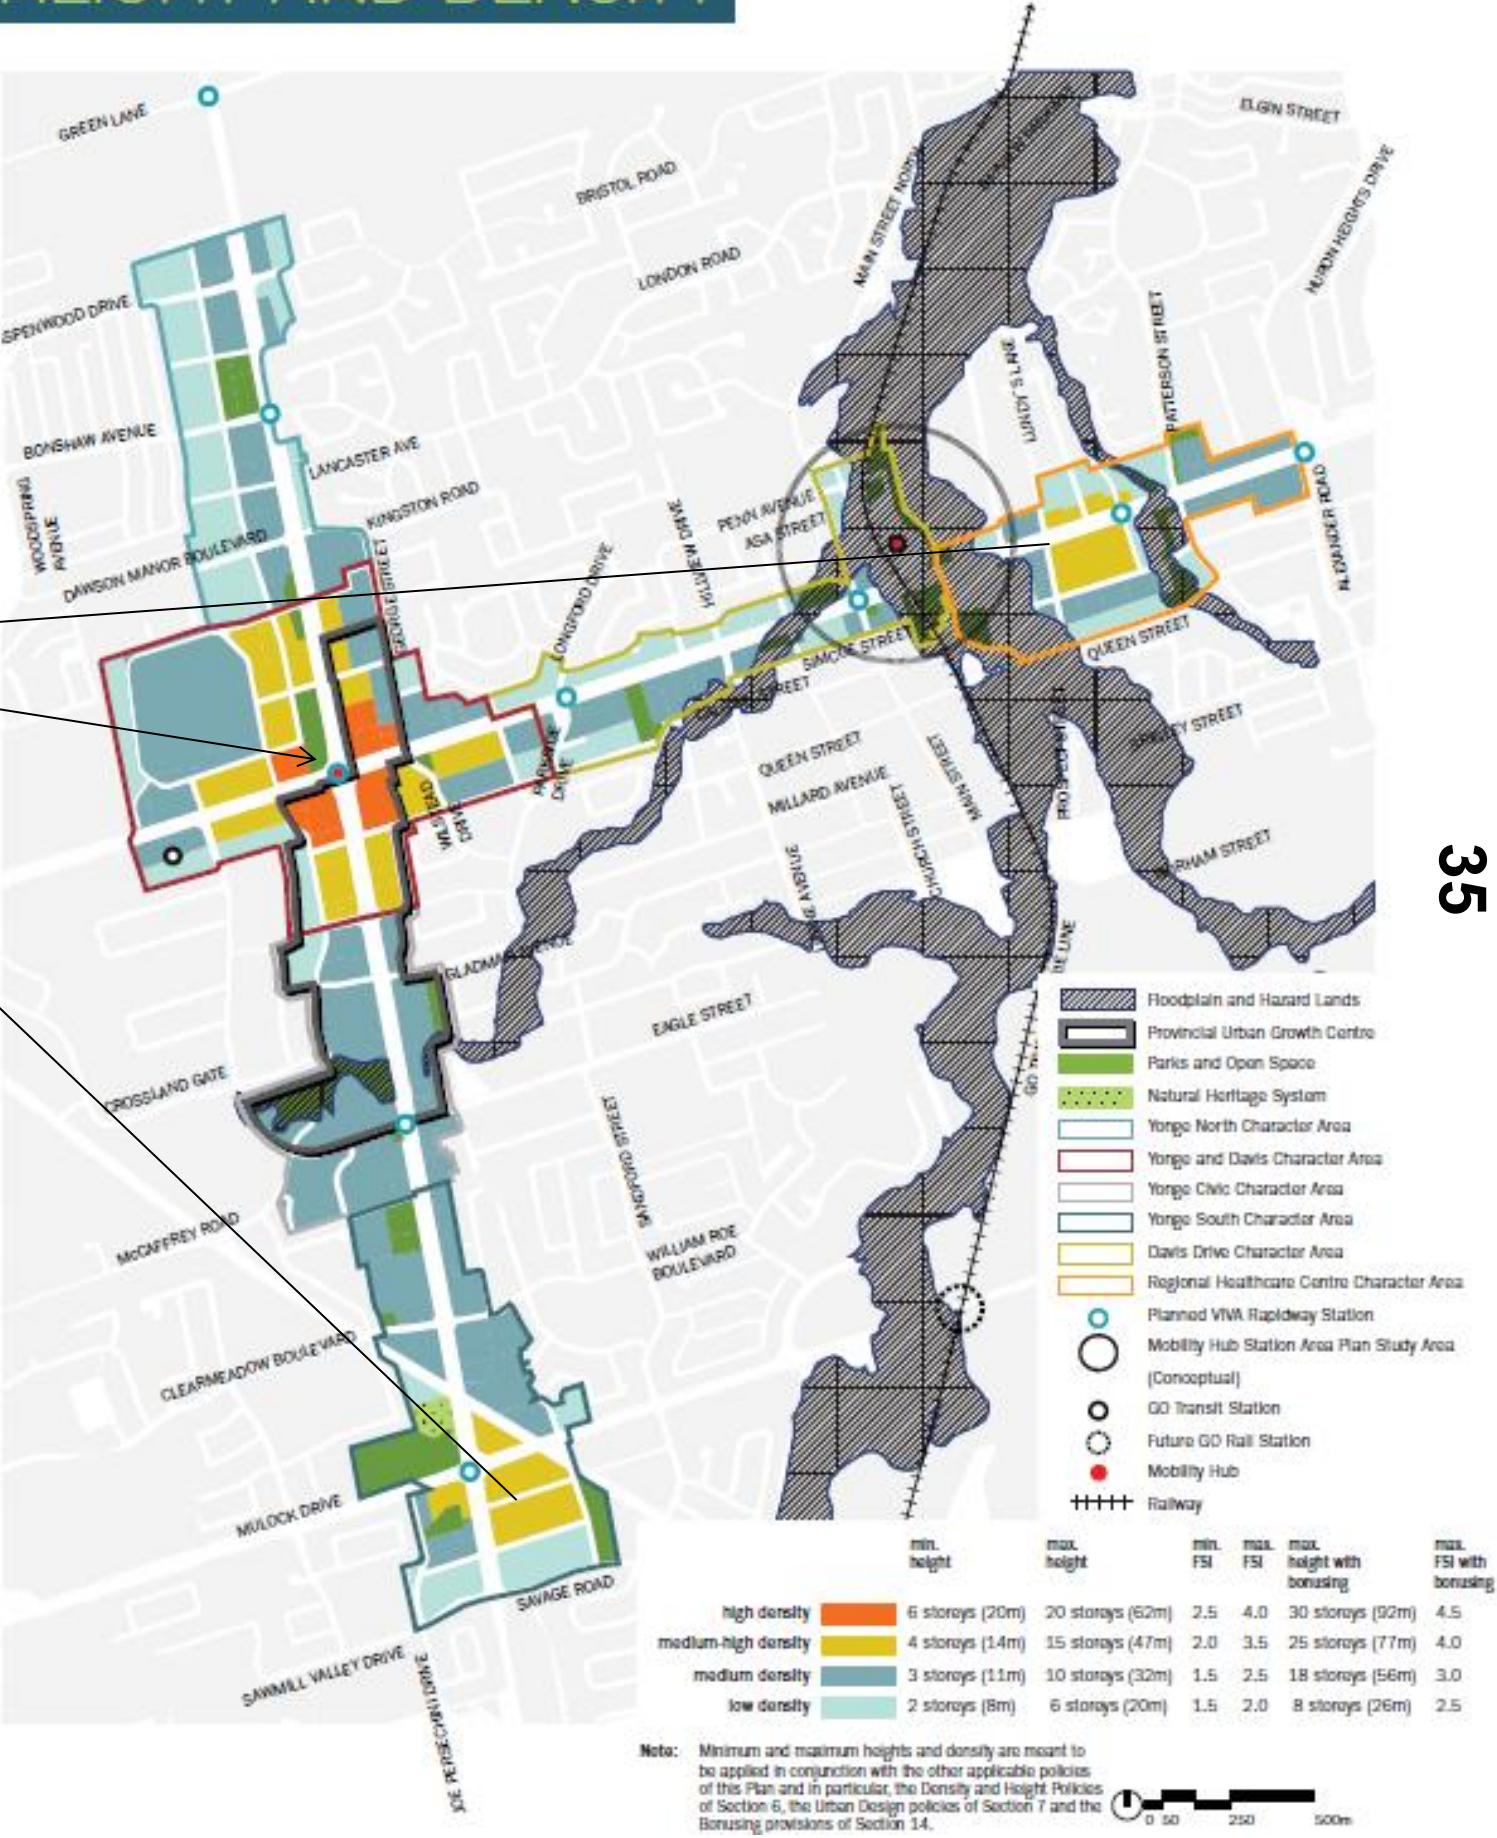 HEIGHT AND DENSITY
GREEN LANE
ELGIN STREET
BRISTOL ROAD
MAIN STREET NORTH
HURON HEIGHTS DRIVE
LONDON ROAD
LUNDY'S LANE
PATTERSON STREET
BONSHAW AVENUE
LANCASTER AVE
KINGSTON ROAD
WOODSPRING
AVENUE
PENN AVENUE
ASA STREET
HILLVIEW DRIVE
ALEXANDER ROAD
DAWSON MANOR BOULEVARD
GEORGE STREET
LONGFORD DRIVE
SIMCOE STREET
QUEEN STREET
STREET
QUEEN STREET
MILLARD AVENUE
CHURCH STREET
MAIN STREET
DRIVE
DRIVE
AVENUE
35
EAGLE STREET
CROSSLAND GATE
SANDFORD STREET
McCAFFREY ROAD
WILLIAM ROE
BOULEVARD
CLEARMEADOW BOULEVARD
MULOCK DRIVE
SAVAGE ROAD
SAWMILL VALLEY DRIVE
JOE PERSECHINI DRIVE
Floodplain and Hazard Lands
Provincial Urban Growth Centre
Parks and Open Space
Natural Heritage System
Yonge North Character Area
Yonge and Davis Character Area
Yonge Civic Character Area
Yonge South Character Area
Davis Drive Character Area
Regional Healthcare Centre Character Area
Planned VIVA Rapidway Station
Mobility Hub Station Area Plan Study Area
(Conceptual)
GO Transit Station
Future GO Rail Station
Mobility Hub
Railway
min. height max. height min. FSI max. FSI max. height with bonusing max. FSI with bonusing
high density 6 storeys (20m) 20 storeys (62m) 2.5 4.0 30 storeys (92m) 4.5
medium-high density 4 storeys (14m) 15 storeys (47m) 2.0 3.5 25 storeys (77m) 4.0
medium density 3 storeys (11m) 10 storeys (32m) 1.5 2.5 18 storeys (56m) 3.0
low density 2 storeys (8m) 6 storeys (20m) 1.5 2.0 8 storeys (26m) 2.5
Note: Minimum and maximum heights and density are meant to
be applied in conjunction with the other applicable policies
of this Plan and in particular, the Density and Height Policies
of Section 6, the Urban Design policies of Section 7 and the
Bonusing provisions of Section 14.
0 50 250 500m